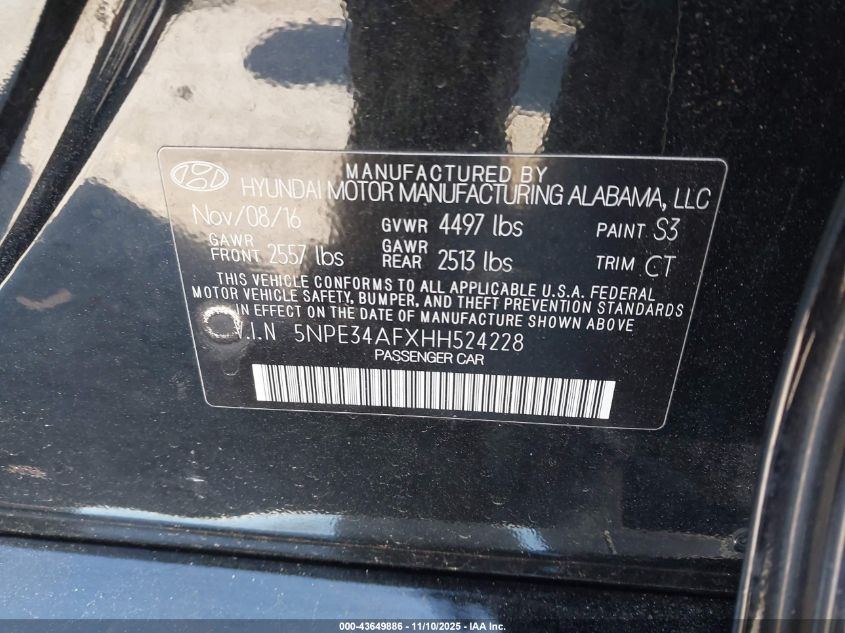 MANUFACTURED BY
HYUNDAI MOTOR MANUFACTURING ALABAMA, LLC
Nov/08/16 GVWR 4497 lbs PAINT S3
GAWR FRONT 2557 lbs GAWR REAR 2513 lbs TRIM CT
THIS VEHICLE CONFORMS TO ALL APPLICABLE U.S.A. FEDERAL
MOTOR VEHICLE SAFETY, BUMPER, AND THEFT PREVENTION STANDARDS
IN EFFECT ON THE DATE OF MANUFACTURE SHOWN ABOVE.
V.I.N 5NPE34AFXHH524228
PASSENGER CAR
000-43649886 - 11/10/2025 - IAA Inc.